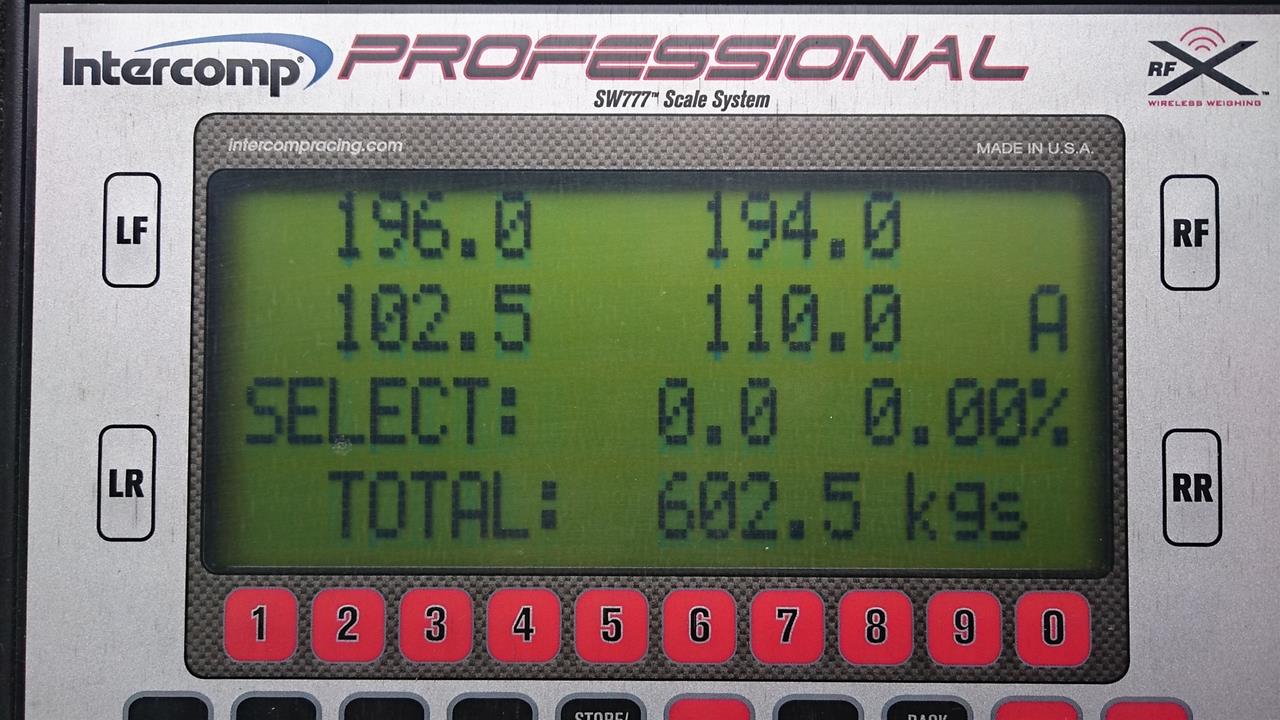 Intercomp® PROFESSIONAL
SW777™ Scale System
RFX™
WIRELESS WEIGHING
intercompracing.com
MADE IN U.S.A.
LF
196.0 194.0
RF
102.5 110.0 A
SELECT: 0.0 0.00%
LR
TOTAL: 602.5 kgs
RR
1 2 3 4 5 6 7 8 9 0
STORE/
BACK